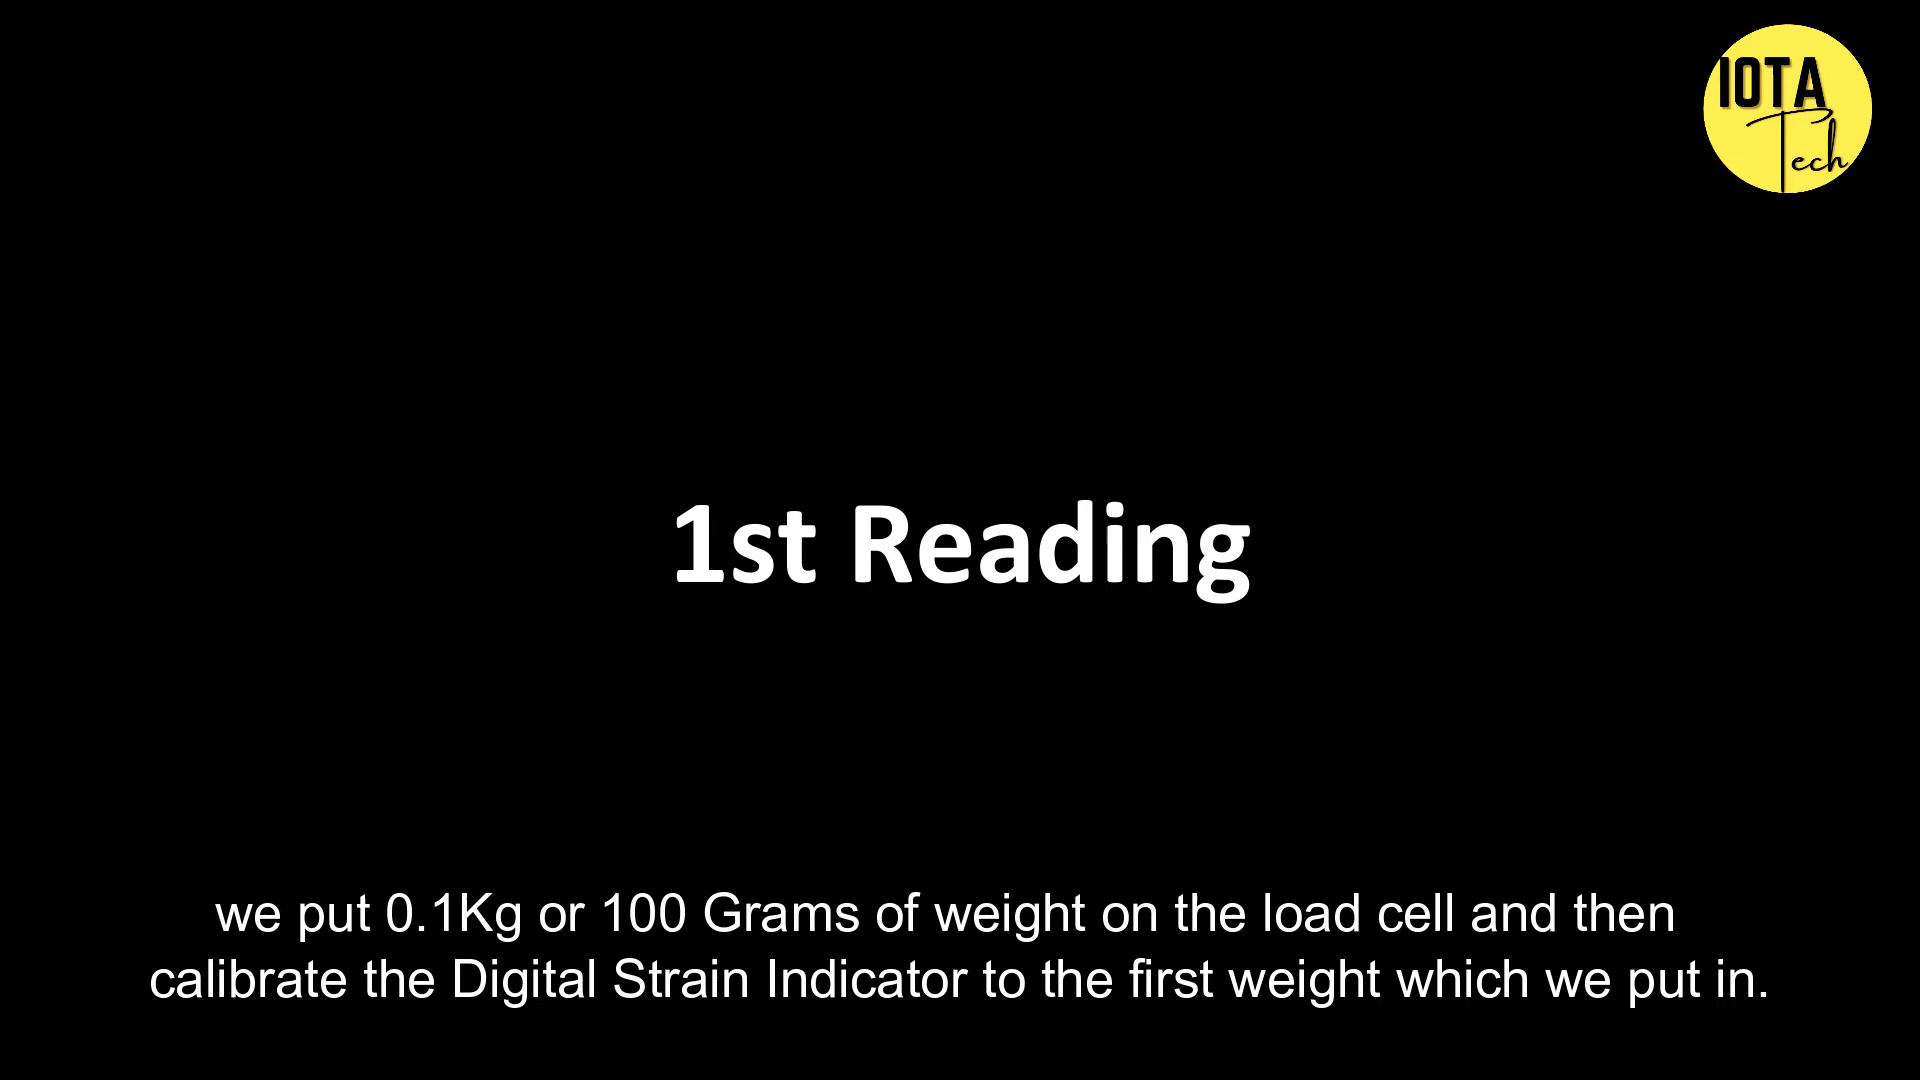 IOTA
Tech
1st Reading
we put 0.1Kg or 100 Grams of weight on the load cell and then
calibrate the Digital Strain Indicator to the first weight which we put in.